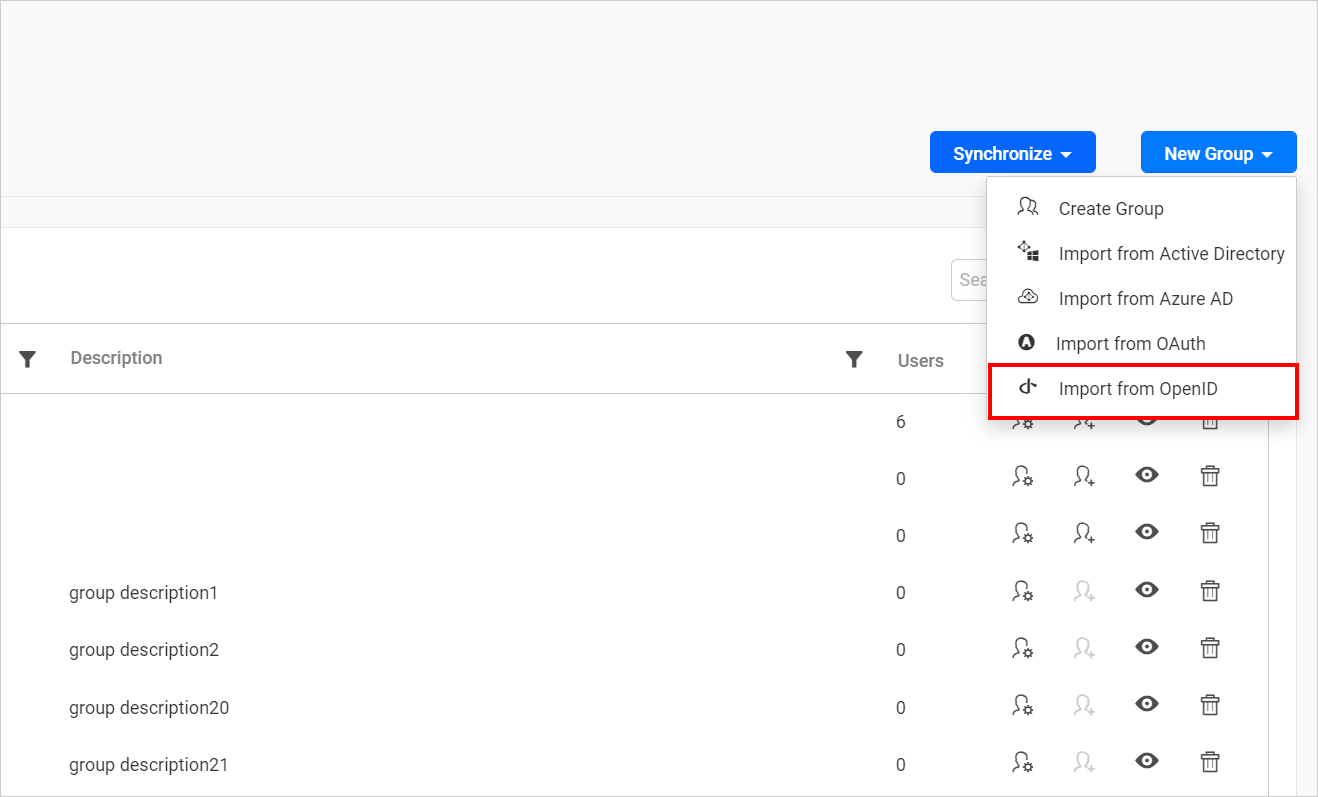 Synchronize
New Group
Create Group
Import from Active Directory
Import from Azure AD
Import from OAuth
Import from OpenID
Sea
Description
Users
6
0
0
group description1
0
group description2
0
group description20
0
group description21
0